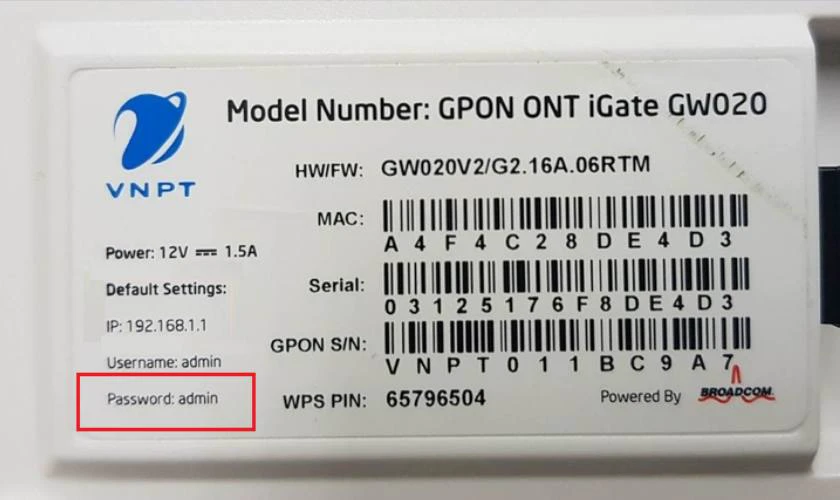 VNPT
Model Number: GPON ONT iGate GW020
HW/FW: GW020V2/G2.16A.06RTM
MAC:
A4F4C28DE4D3
Power: 12V ⎓ 1.5A
Serial:
03125176F8DE4D3
Default Settings:
IP: 192.168.1.1
GPON S/N:
VNPT011BC9A7
Username: admin
Password: admin
WPS PIN: 65796504
Powered By BROADCOM.